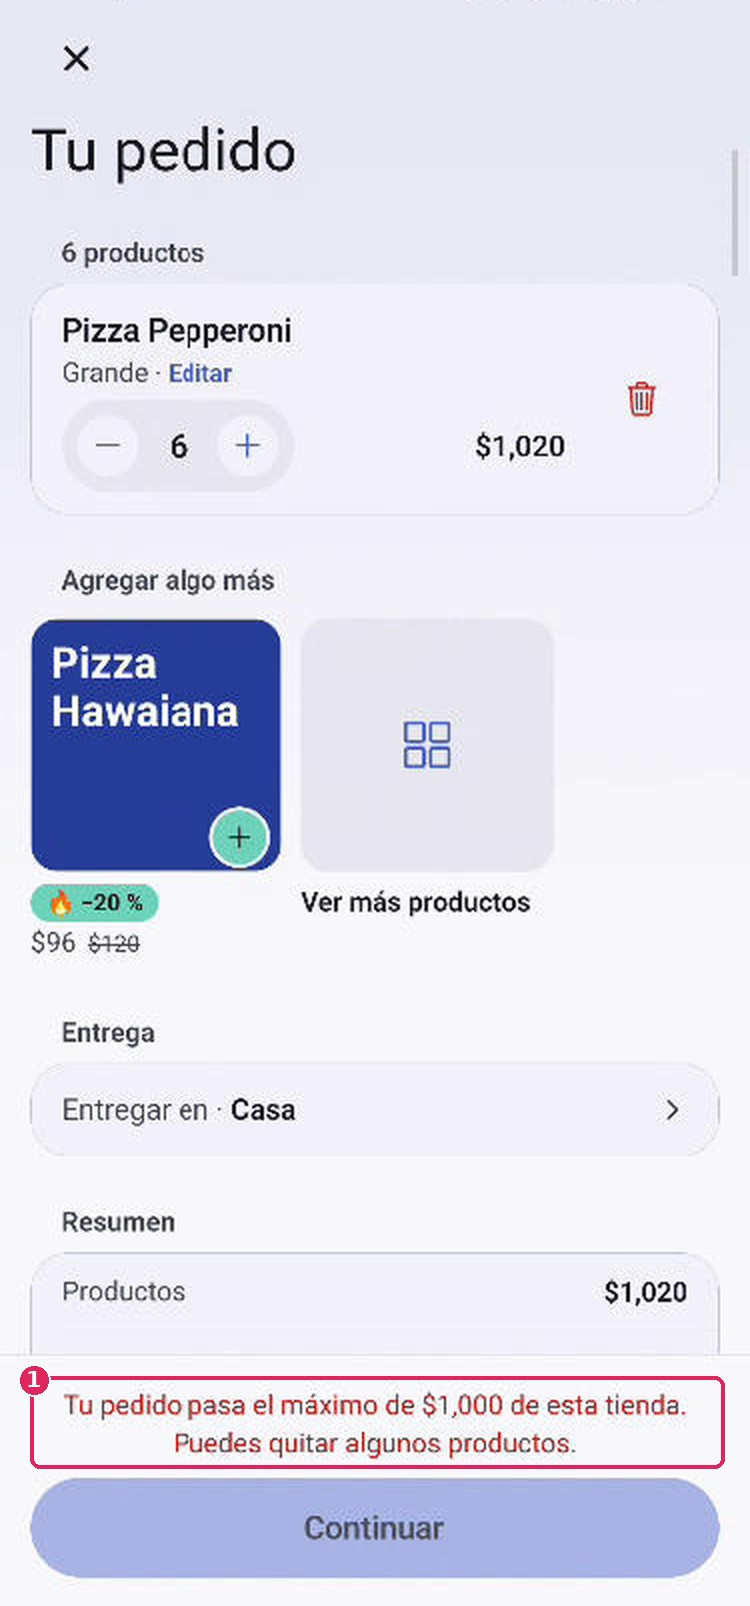 Tu pedido
6 productos
Pizza Pepperoni
Grande · Editar
6
$1,020
Agregar algo más
Pizza
Hawaiana
-20 %
Ver más productos
$96 $120
Entrega
Entregar en · Casa
Resumen
Productos $1,020
1
Tu pedido pasa el máximo de $1,000 de esta tienda.
Puedes quitar algunos productos.
Continuar